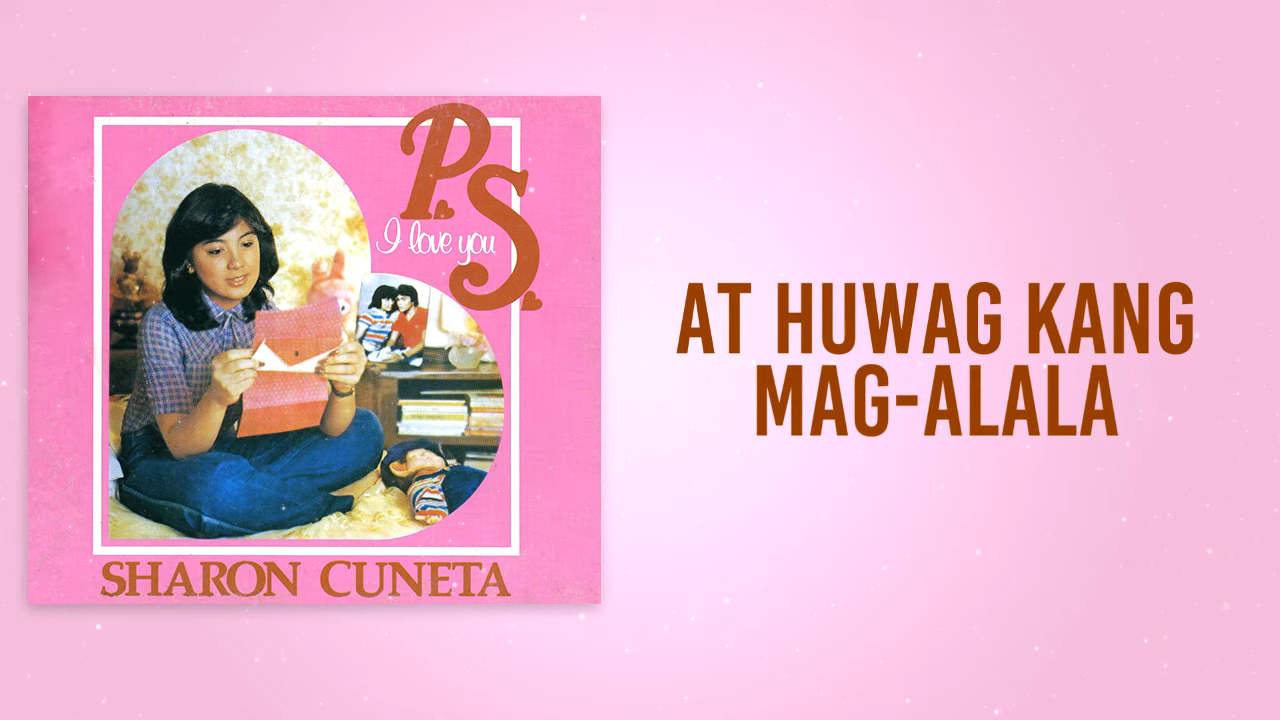 P.S.
I love you
SHARON CUNETA
AT HUWAG KANG
MAG-ALALA